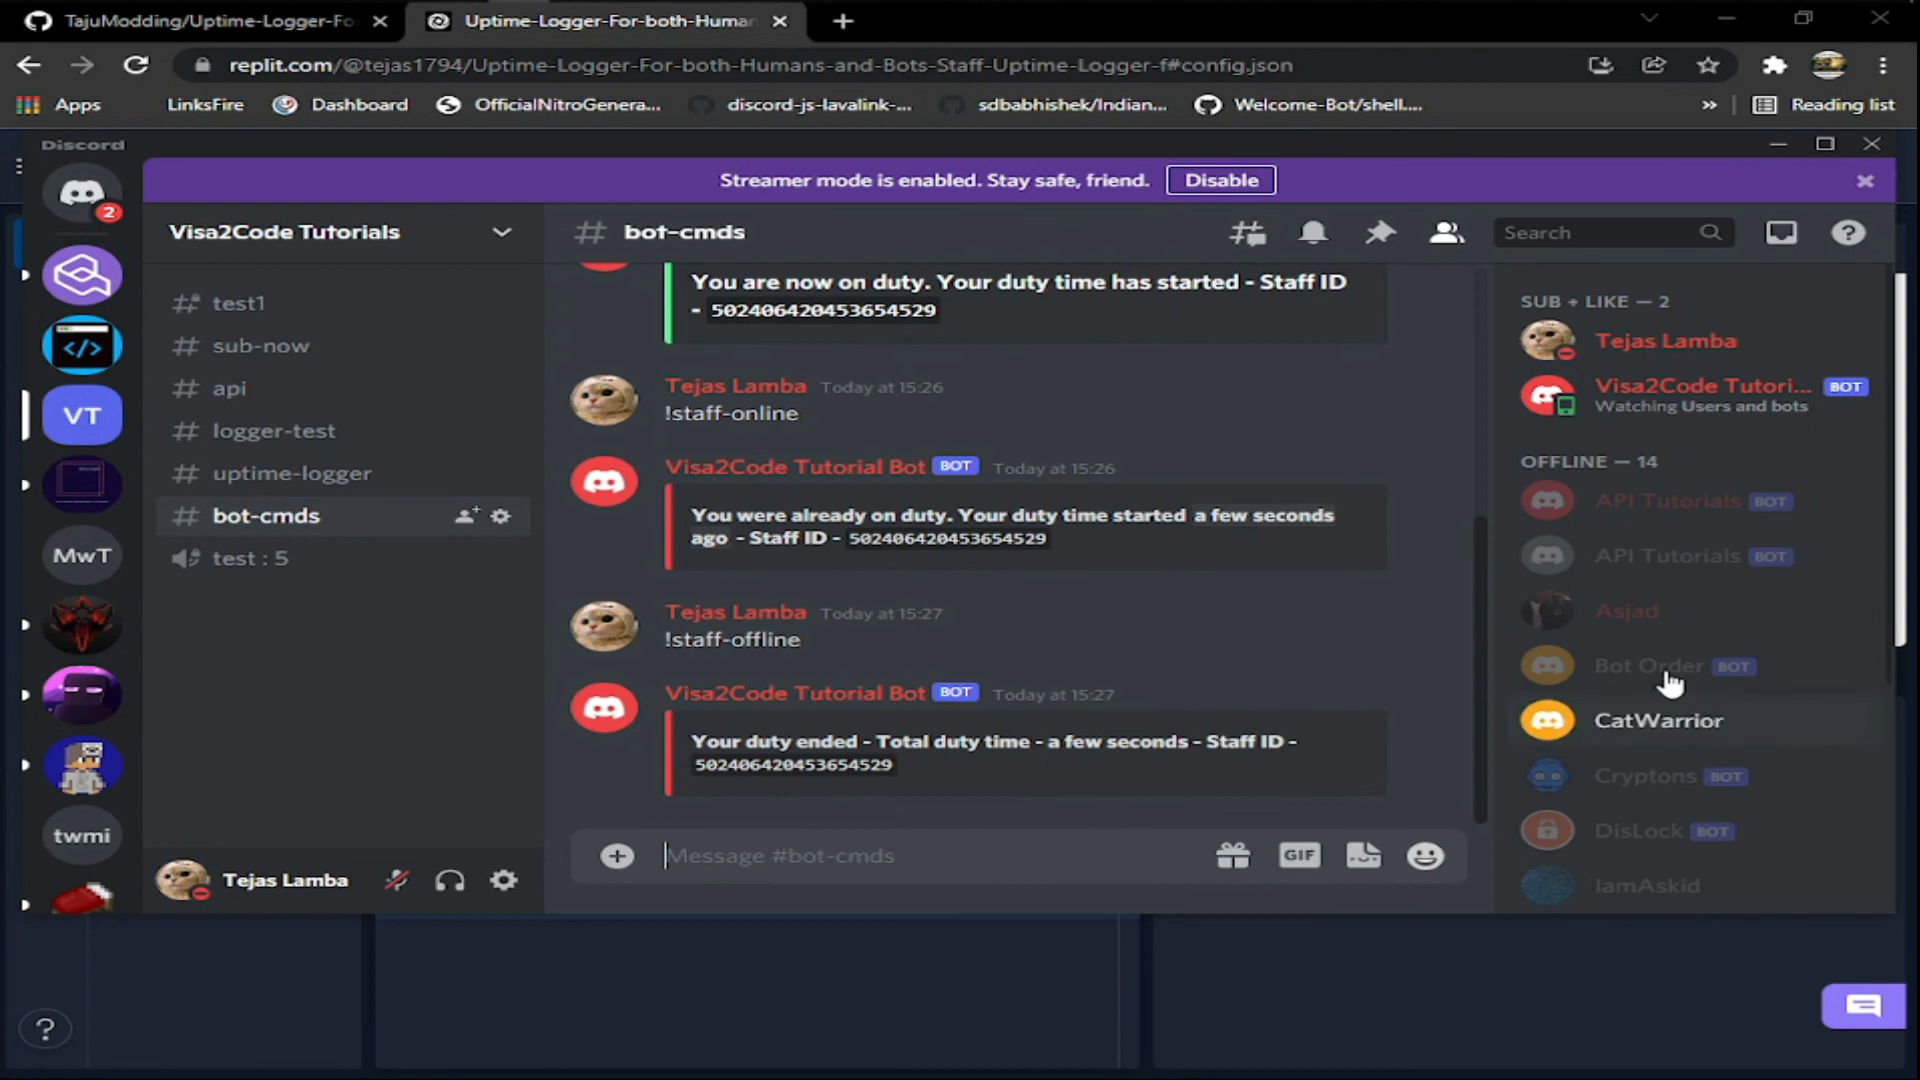 TajuModding/Uptime-Logger-Fo
Uptime-Logger-For-both-Human
replit.com/@tejas1794/Uptime-Logger-For-both-Humans-and-Bots-Staff-Uptime-Logger-f#config.json
Apps LinksFire Dashboard OfficialNitroGenera... discord-js-lavalink-... sdbabhishek/Indian... Welcome-Bot/shell.... » Reading list
Discord
Streamer mode is enabled. Stay safe, friend. Disable
2
Visa2Code Tutorials
# bot-cmds
Search
test1
sub-now
api
logger-test
uptime-logger
bot-cmds
test : 5
</>
VT
MwT
twmi
Tejas Lamba
You are now on duty. Your duty time has started - Staff ID
- 502406420453654529
Tejas Lamba Today at 15:26
!staff-online
Visa2Code Tutorial Bot BOT Today at 15:26
You were already on duty. Your duty time started a few seconds
ago - Staff ID - 502406420453654529
Tejas Lamba Today at 15:27
!staff-offline
Visa2Code Tutorial Bot BOT Today at 15:27
Your duty ended - Total duty time - a few seconds - Staff ID -
502406420453654529
Message #bot-cmds
GIF
SUB + LIKE — 2
Tejas Lamba
Visa2Code Tutori... BOT
Watching Users and bots
OFFLINE — 14
API Tutorials BOT
API Tutorials BOT
Asjad
Bot Order BOT
CatWarrior
Cryptons BOT
DisLock BOT
IamAskid